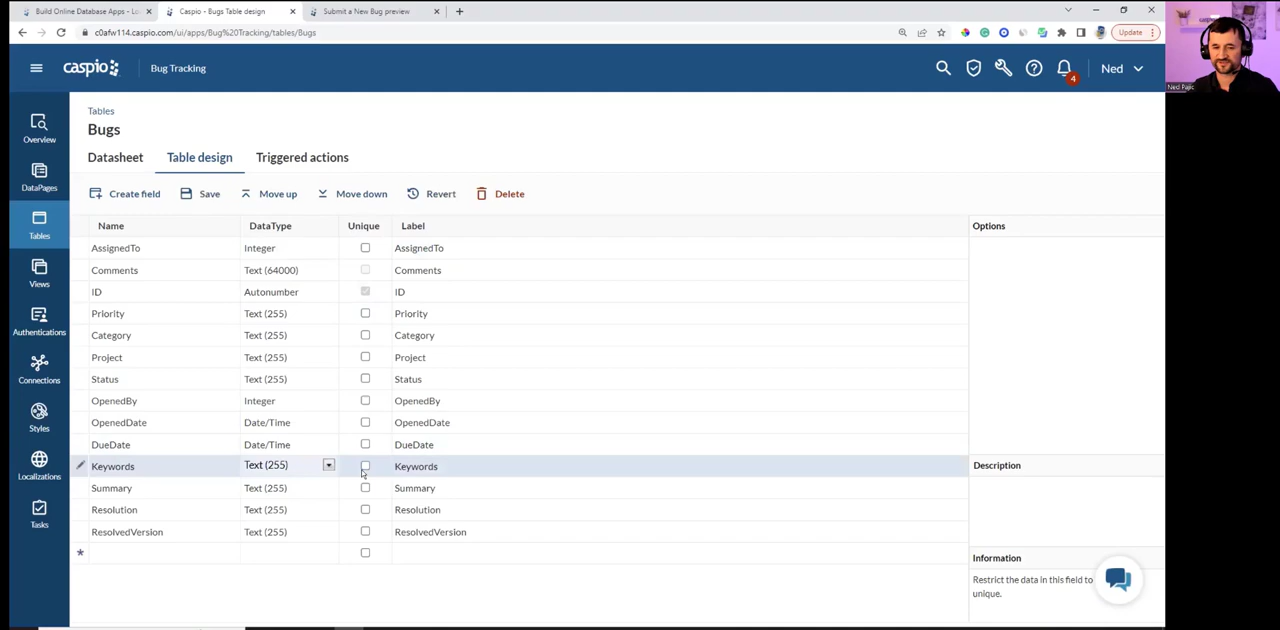 Build Online Database Apps - Lo
Caspio - Bugs Table design
Submit a New Bug preview
c0afw114.caspio.com/ui/apps/Bug%20Tracking/tables/Bugs
Update
caspio
Bug Tracking
4
Ned
Ned Pajic
Overview
DataPages
Tables
Views
Authentications
Connections
Styles
Localizations
Tasks
Tables
Bugs
Datasheet Table design Triggered actions
Create field Save Move up Move down Revert Delete
Name DataType Unique Label Options
AssignedTo Integer AssignedTo
Comments Text (64000) Comments
ID Autonumber ID
Priority Text (255) Priority
Category Text (255) Category
Project Text (255) Project
Status Text (255) Status
OpenedBy Integer OpenedBy
OpenedDate Date/Time OpenedDate
DueDate Date/Time DueDate
Keywords Text (255) Keywords
Summary Text (255) Summary
Resolution Text (255) Resolution
ResolvedVersion Text (255) ResolvedVersion
*
Description
Information
Restrict the data in this field to
unique.